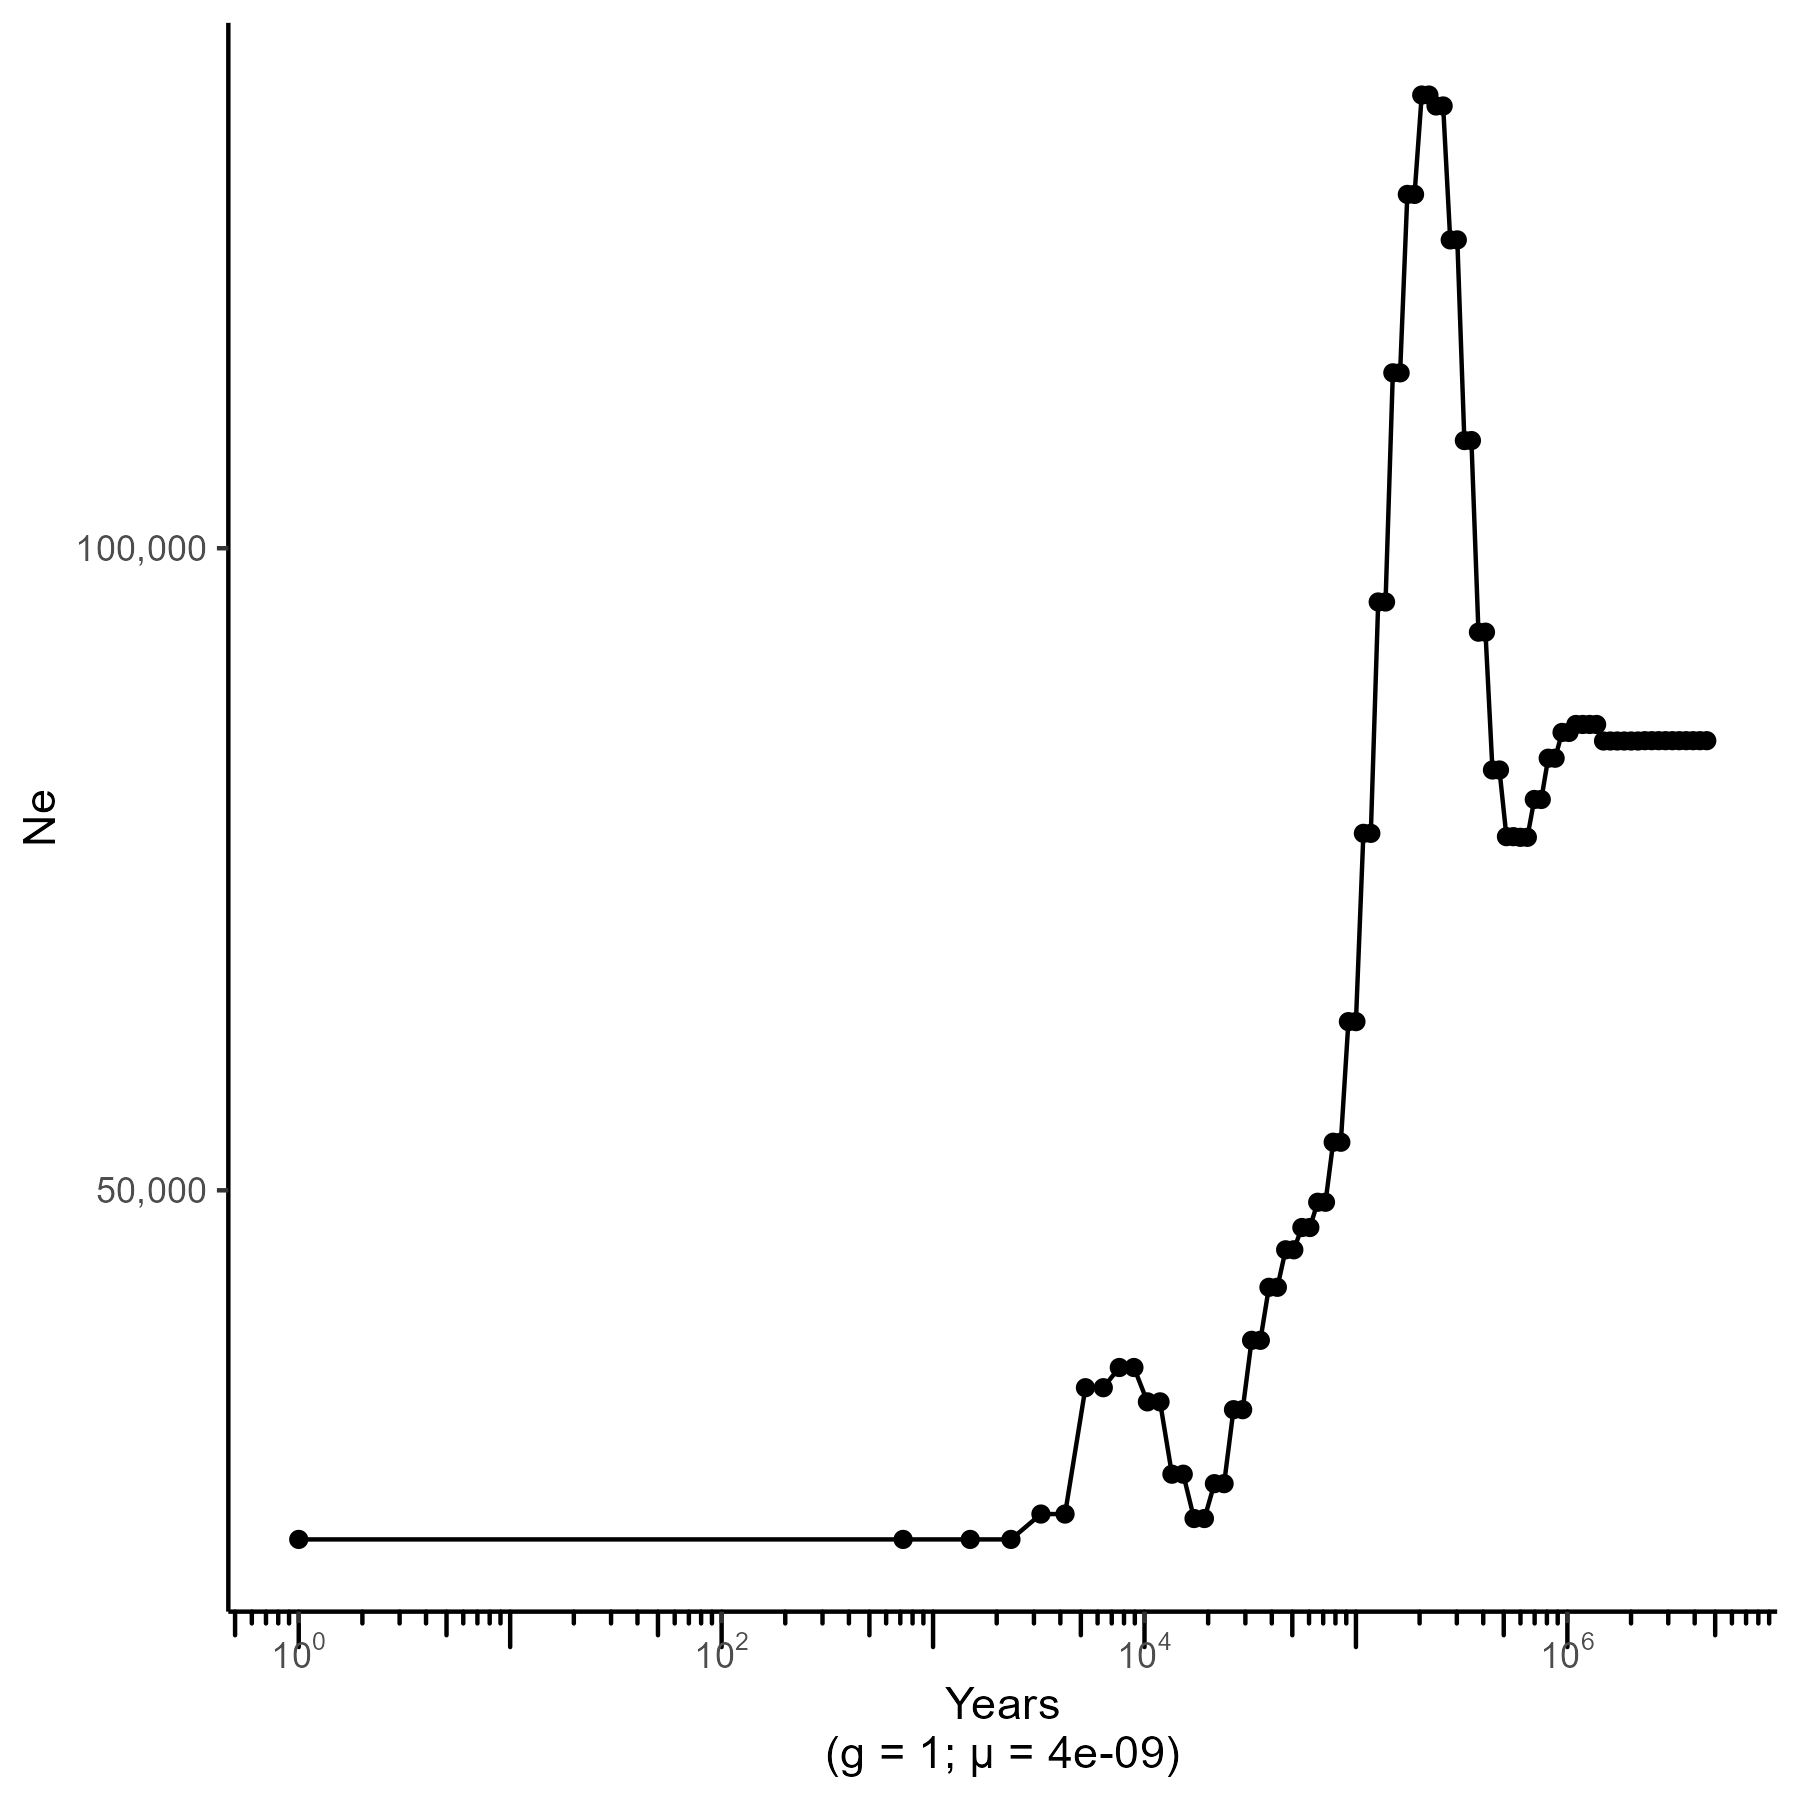 100,000
50,000
Ne
10⁰
10²
10⁴
10⁶
Years
(g = 1; μ = 4e-09)